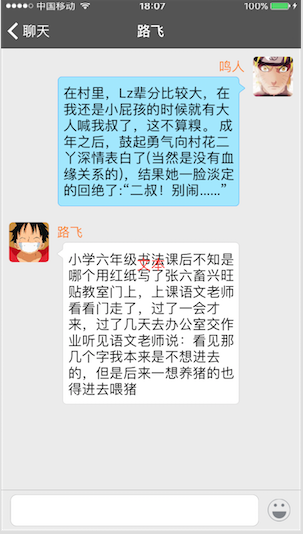 中国移动 18:07 100%
聊天 路飞
鸣人
在村里，Lz辈分比较大，在
我还是小屁孩的时候就有大
人喊我叔了，这不算糗。 成
年之后，鼓起勇气向村花二
丫深情表白了(当然是没有血
缘关系的)，结果她一脸淡定
的回绝了:“二叔！别闹……”
路飞
小学六年级书法课后不知是
文本
哪个用红纸写了张六畜兴旺
贴教室门上，上课语文老师
看看门走了，过了一会才
来，过了几天去办公室交作
业听见语文老师说：看见那
几个字我本来是不想进去
的，但是后来一想养猪的也
得进去喂猪